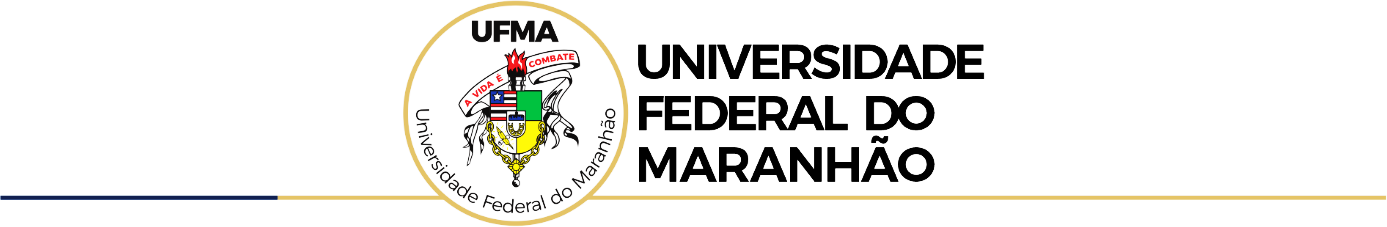 UFMA
A VIDA É COMBATE
Universidade Federal do Maranhão
UNIVERSIDADE
FEDERAL DO
MARANHÃO